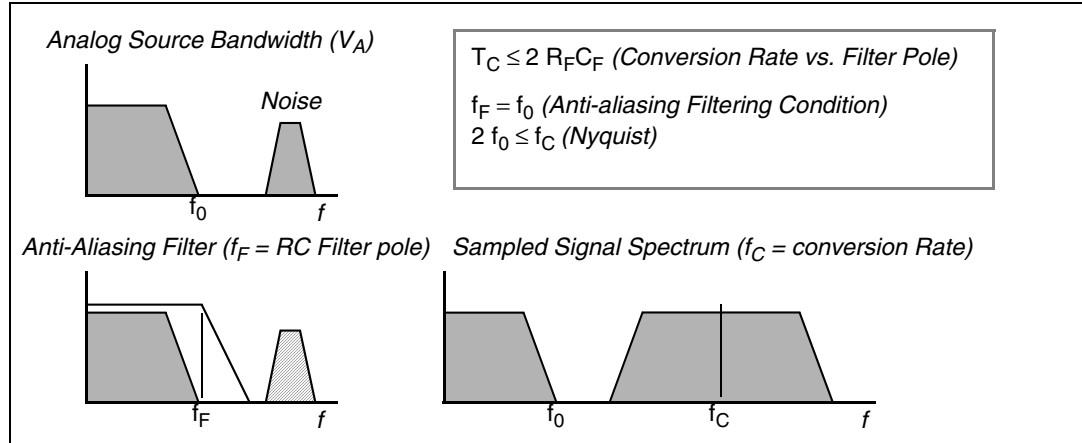 Analog Source Bandwidth (VA)
Noise
f0
f
TC ≤ 2 RFCF (Conversion Rate vs. Filter Pole)
fF = f0 (Anti-aliasing Filtering Condition)
2 f0 ≤ fC (Nyquist)
Anti-Aliasing Filter (fF = RC Filter pole)
fF
f
Sampled Signal Spectrum (fC = conversion Rate)
f0
fC
f